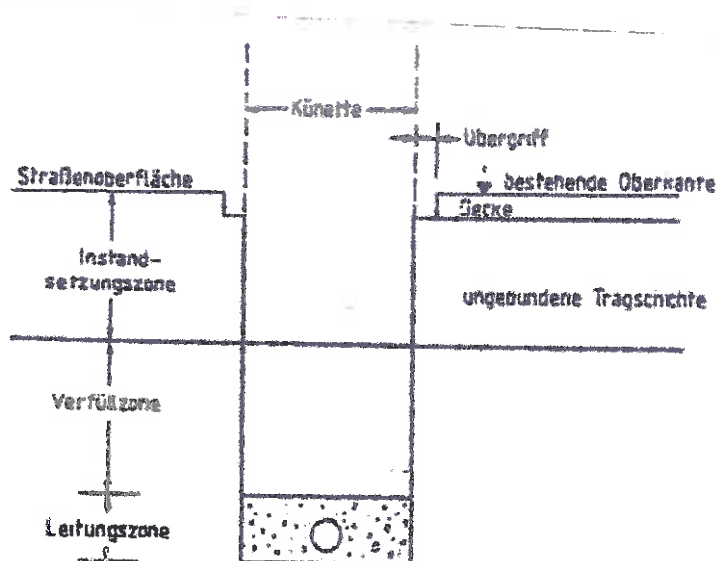 Künette
Übergriff
Straßenoberfläche
bestehende Oberkante
Decke
Instand-
setzungszone
ungebundene Tragschichte
Verfüllzone
Leitungszone